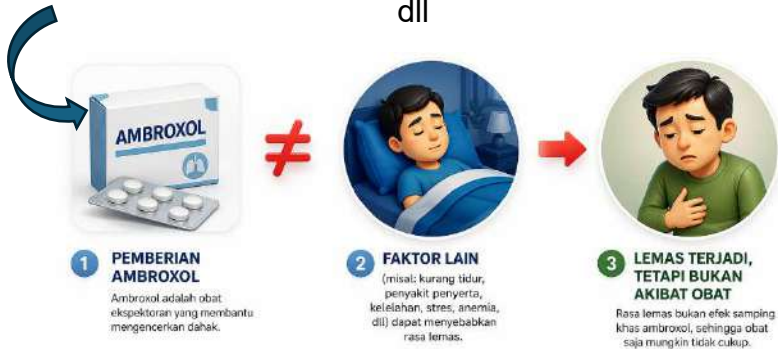 dll
AMBROXOL
≠
1
PEMBERIAN
AMBROXOL
Ambroxol adalah obat
ekspektoran yang membantu
mengencerkan dahak.
2
FAKTOR LAIN
(misal: kurang tidur,
penyakit penyerta,
kelelahan, stres, anemia,
dll) dapat menyebabkan
rasa lemas.
3
LEMAS TERJADI,
TETAPI BUKAN
AKIBAT OBAT
Rasa lemas bukan efek samping
khas ambroxol, sehingga obat
saja mungkin tidak cukup.